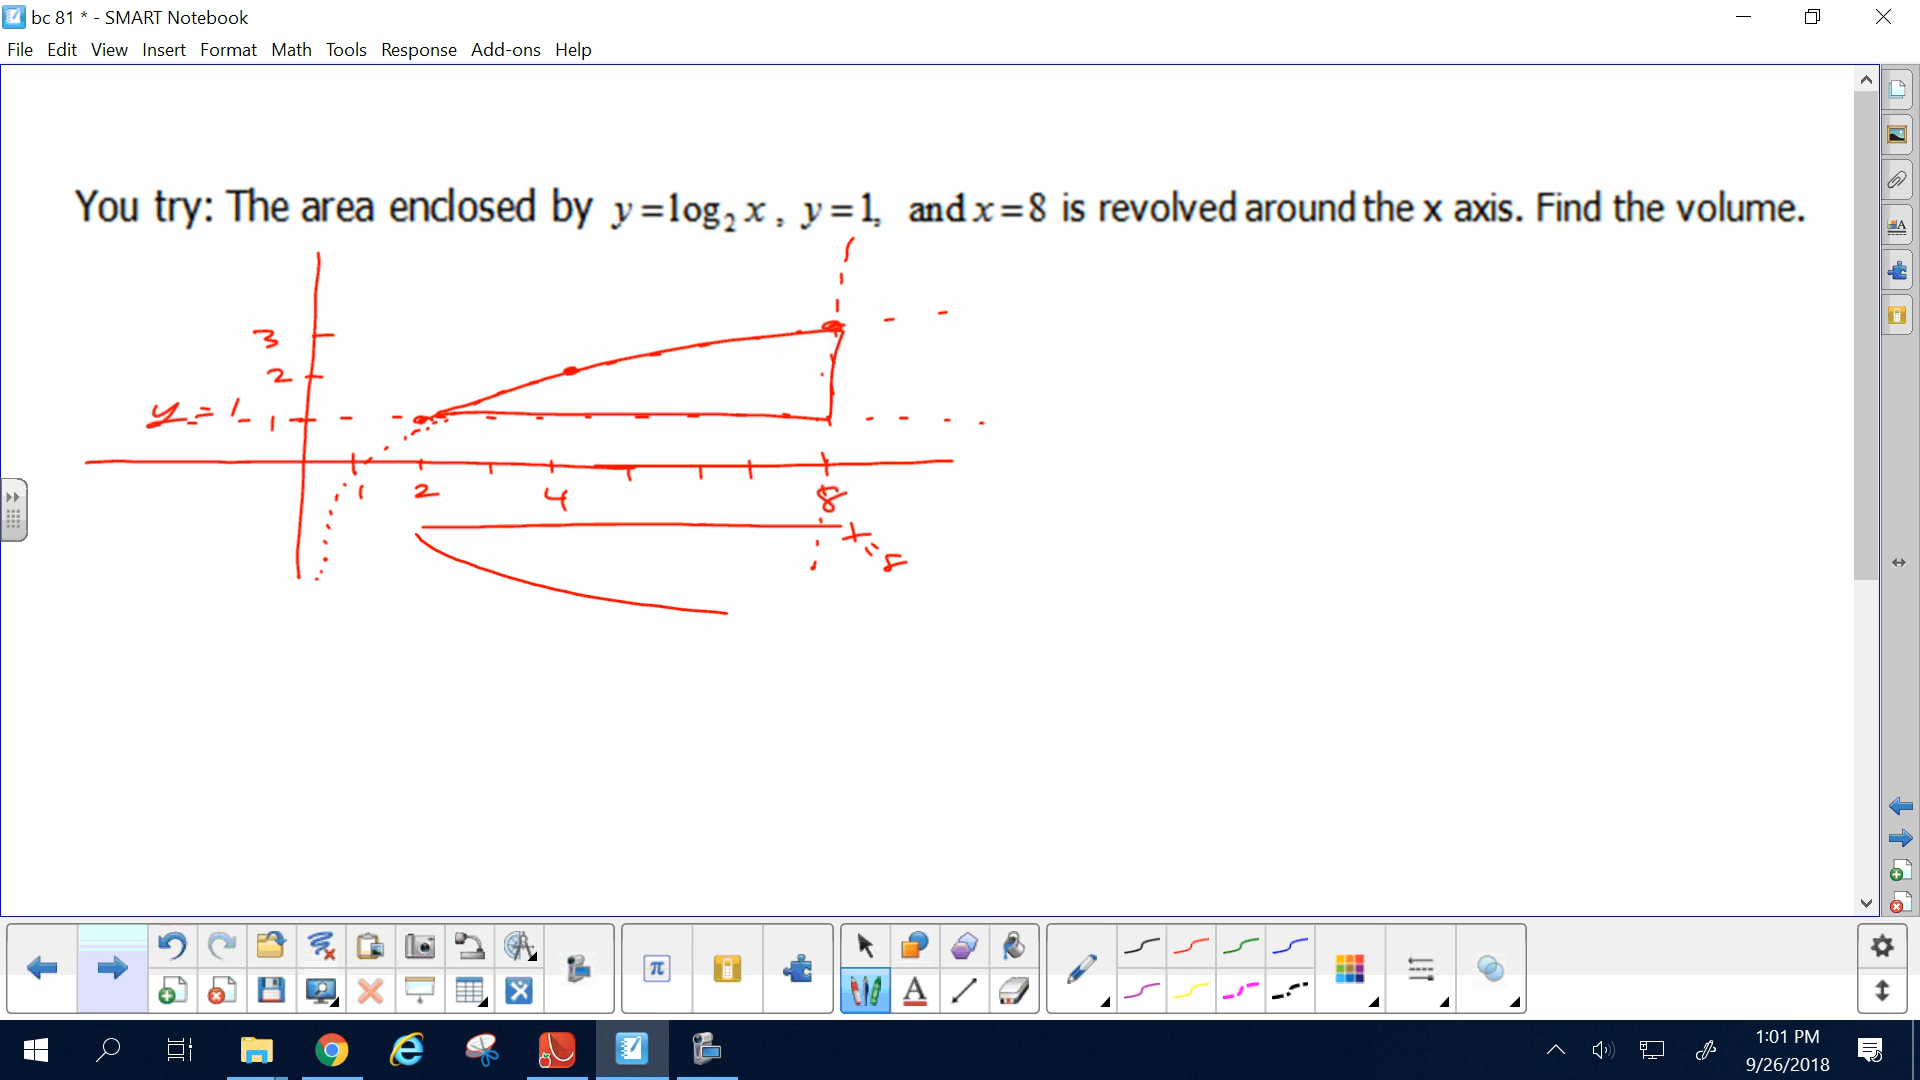 bc 81 * - SMART Notebook
File Edit View Insert Format Math Tools Response Add-ons Help
You try: The area enclosed by y=log₂ x , y=1, and x=8 is revolved around the x axis. Find the volume.
3
2
y = 1
1
1 2 4 8
x=8
π
A
1:01 PM
9/26/2018